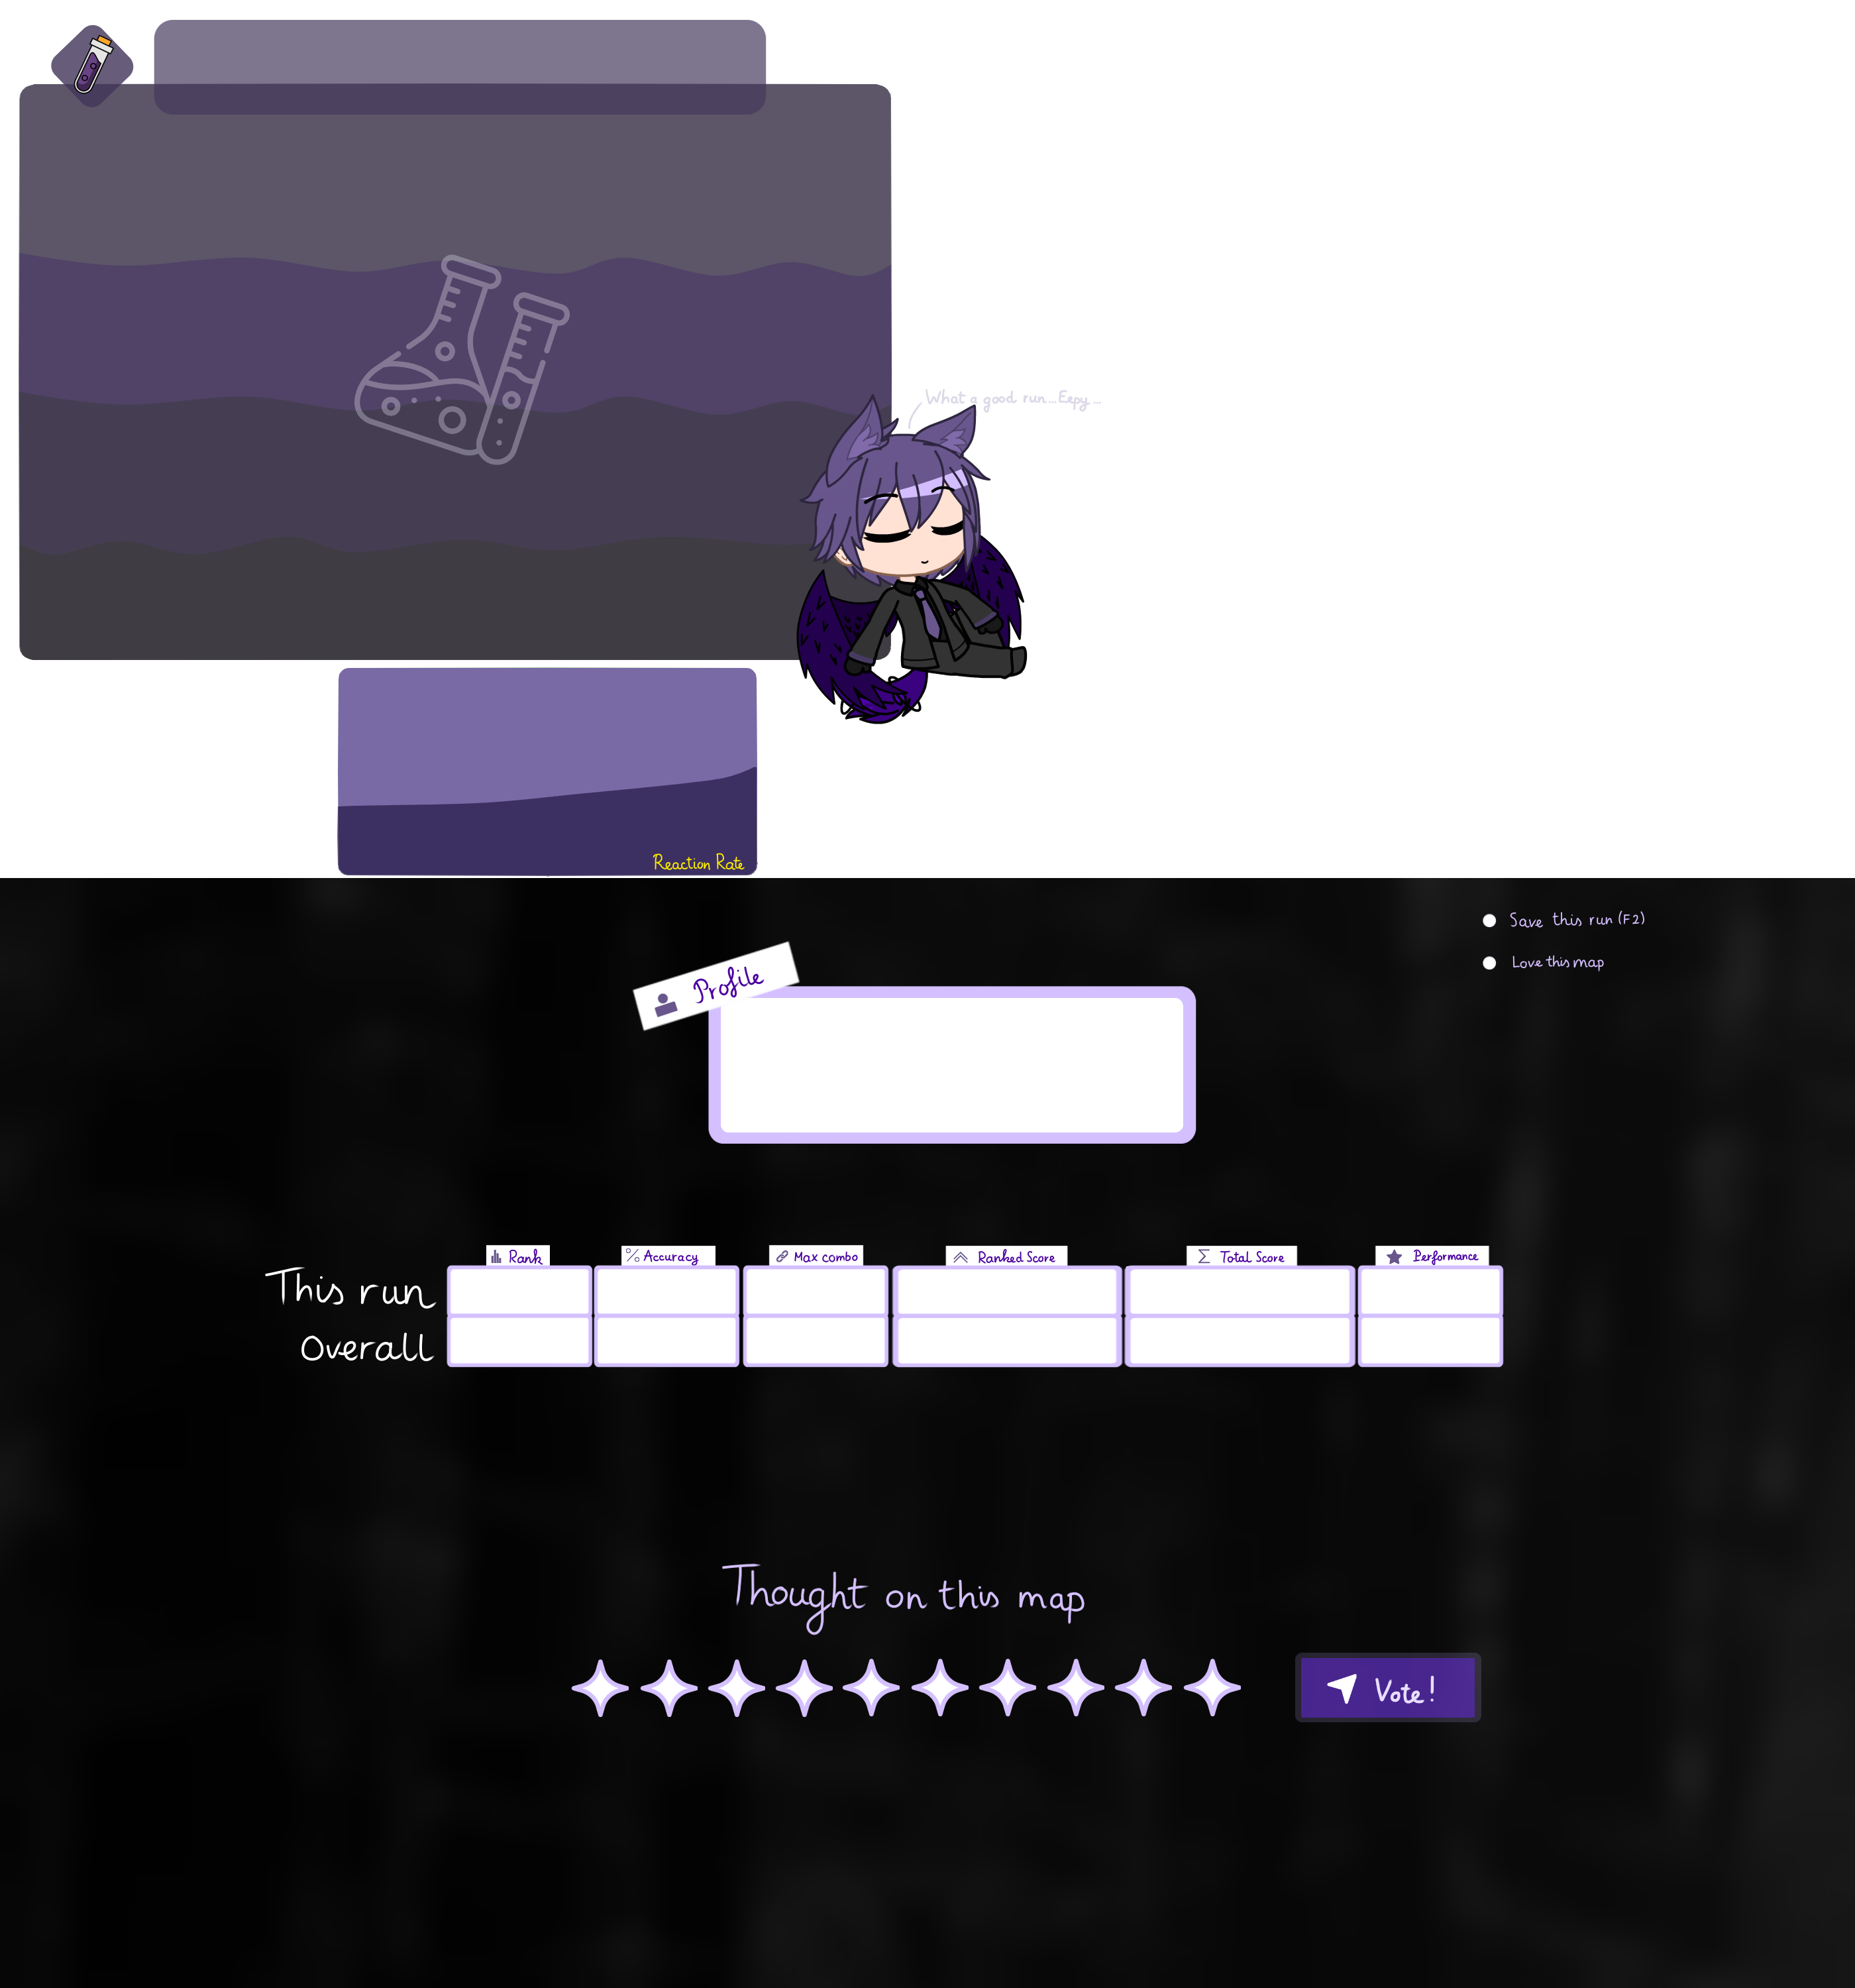 What a good run...Eepy...
Reaction Rate
Save this run (F2)
Love this map
Profile
Rank
% Accuracy
Max combo
Ranked Score
Σ Total Score
Performance
This run
Overall
Thought on this map
Vote!